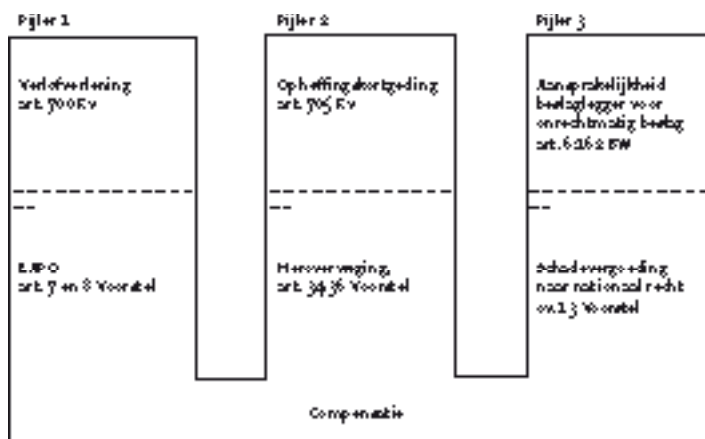 Pijler 1
Verlofverlening
art. 700 Rv
EAPO
art. 7 en 8 Voorstel
Pijler 2
Opheffingskortgeding
art. 705 Rv
Heroverweging,
art. 34-36 Voorstel
Pijler 3
Aansprakelijkheid
beslaglegger voor
onrechtmatig beslag
art. 6:162 BW
Schadevergoeding
naar nationaal recht
ov. 13 Voorstel
Compensatie